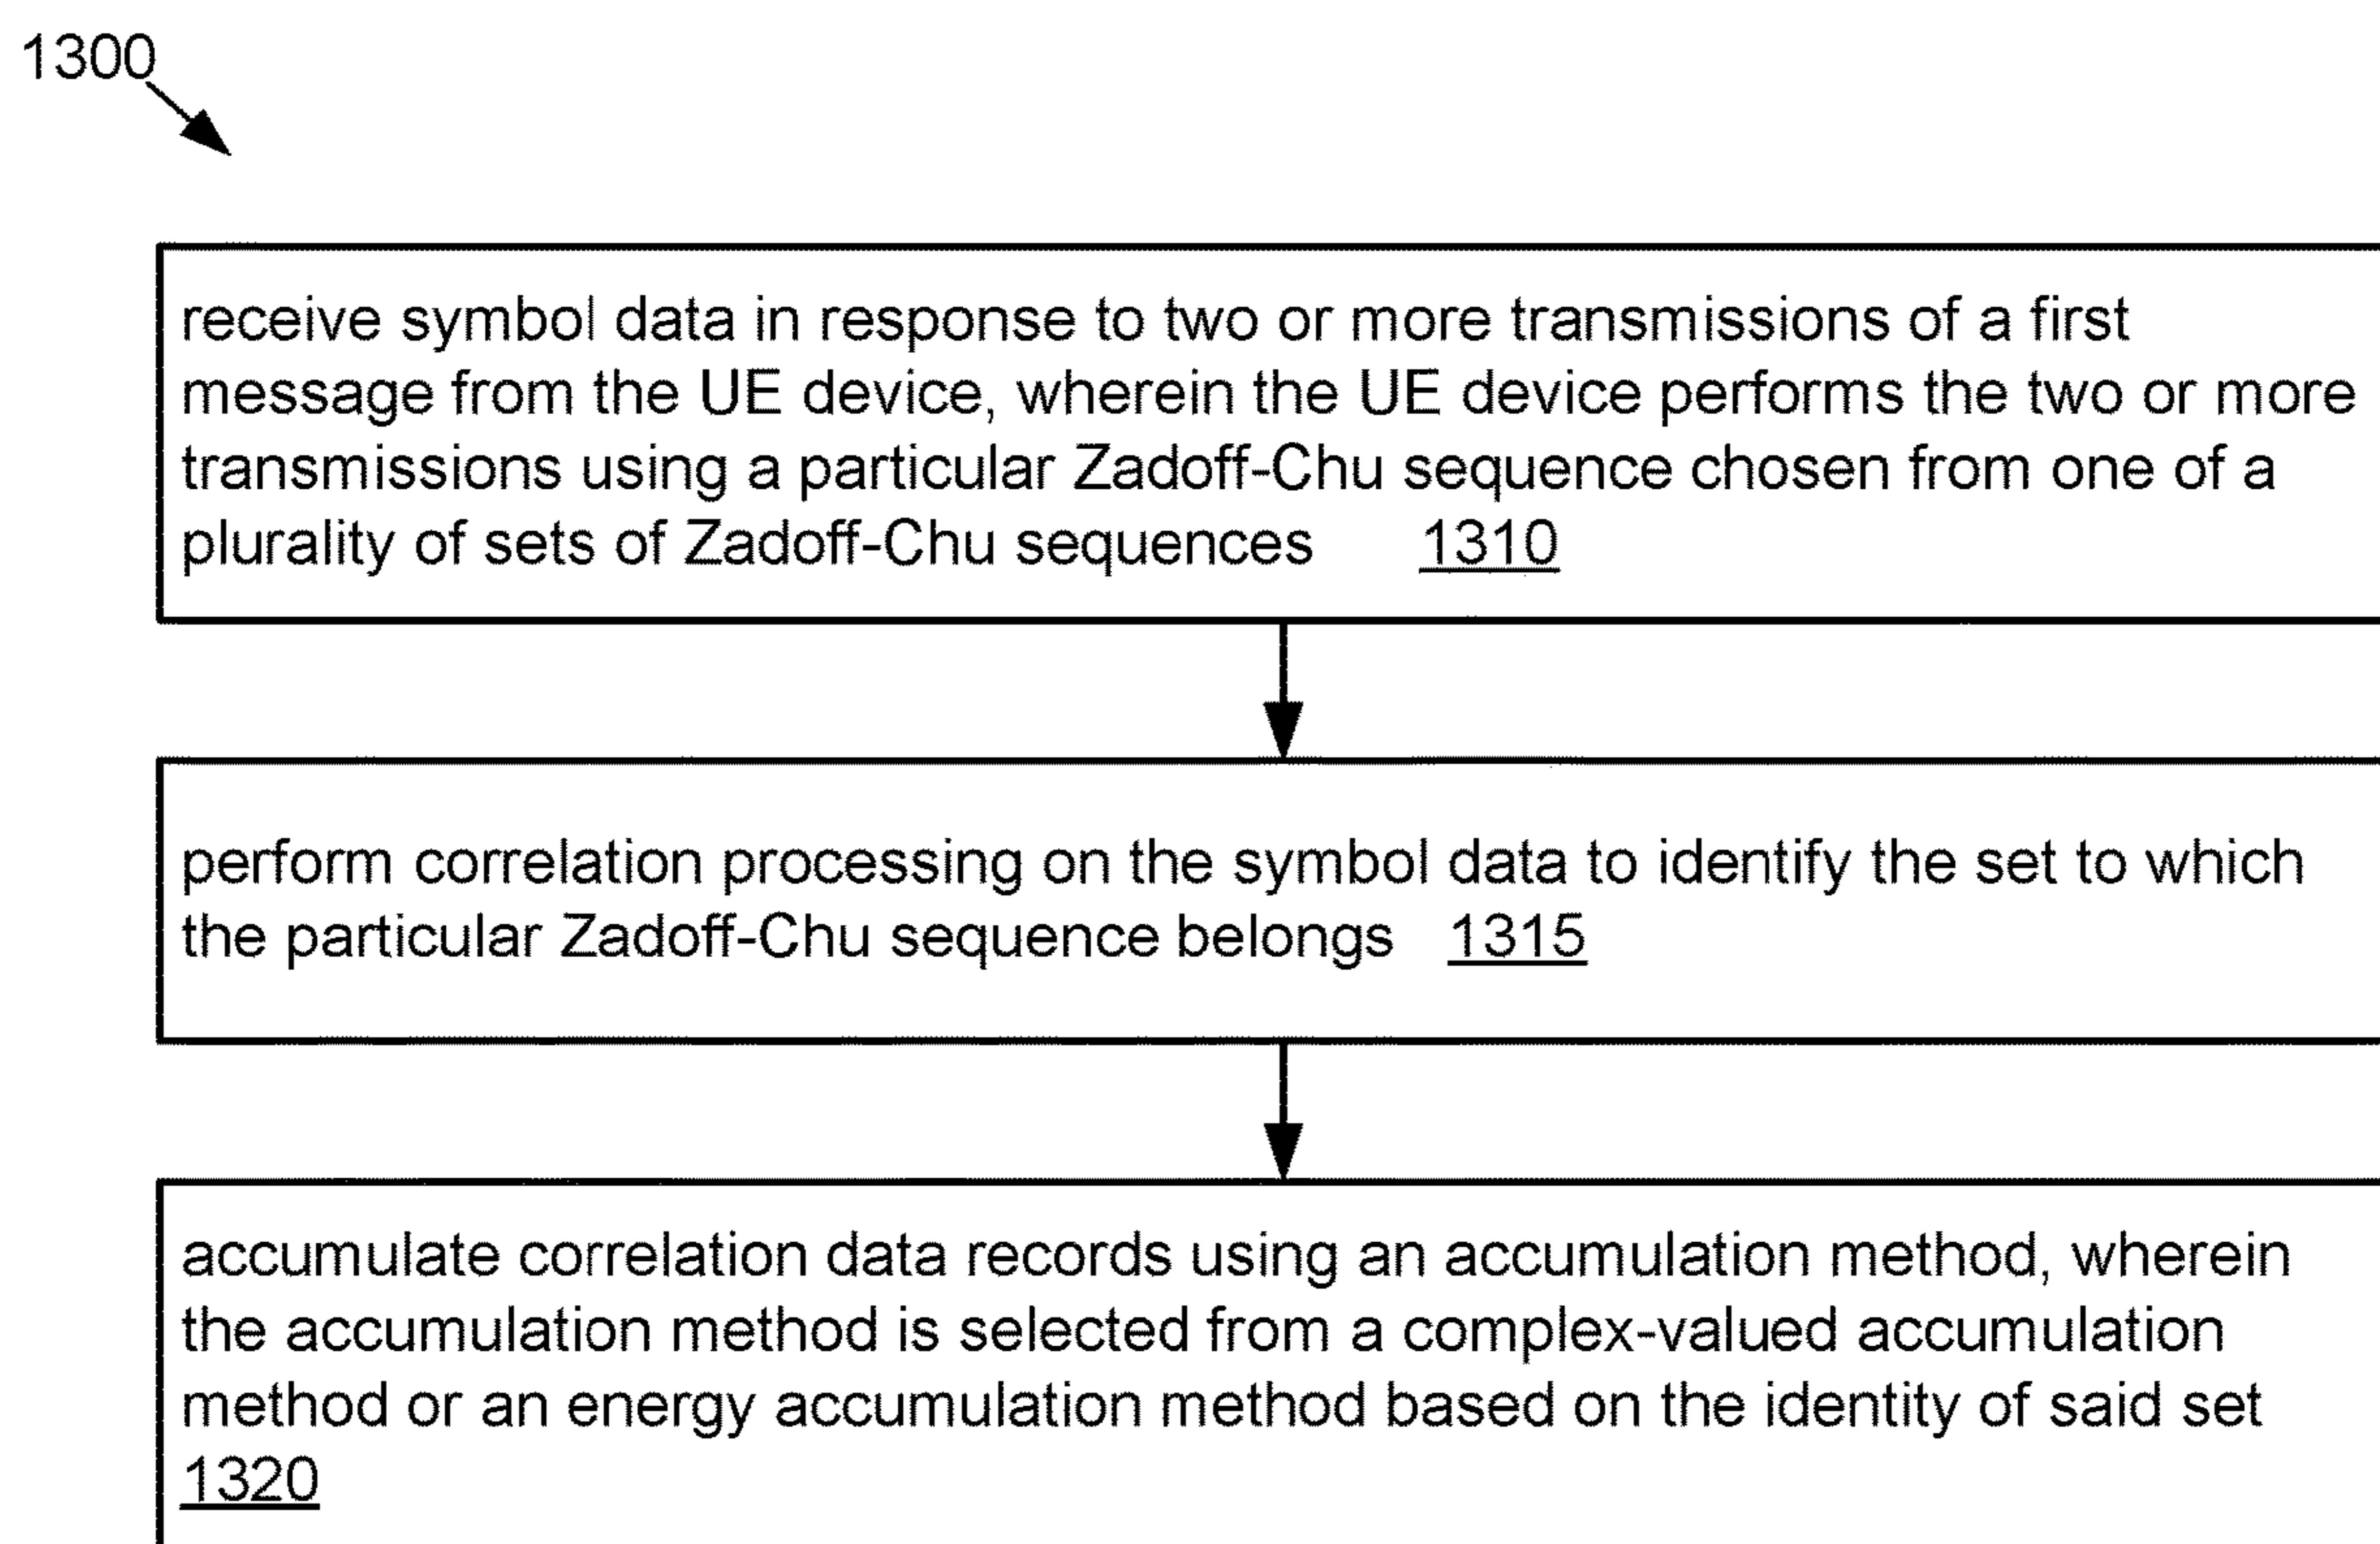 1300
receive symbol data in response to two or more transmissions of a first
message from the UE device, wherein the UE device performs the two or more
transmissions using a particular Zadoff-Chu sequence chosen from one of a
plurality of sets of Zadoff-Chu sequences 1310
perform correlation processing on the symbol data to identify the set to which
the particular Zadoff-Chu sequence belongs 1315
accumulate correlation data records using an accumulation method, wherein
the accumulation method is selected from a complex-valued accumulation
method or an energy accumulation method based on the identity of said set
1320